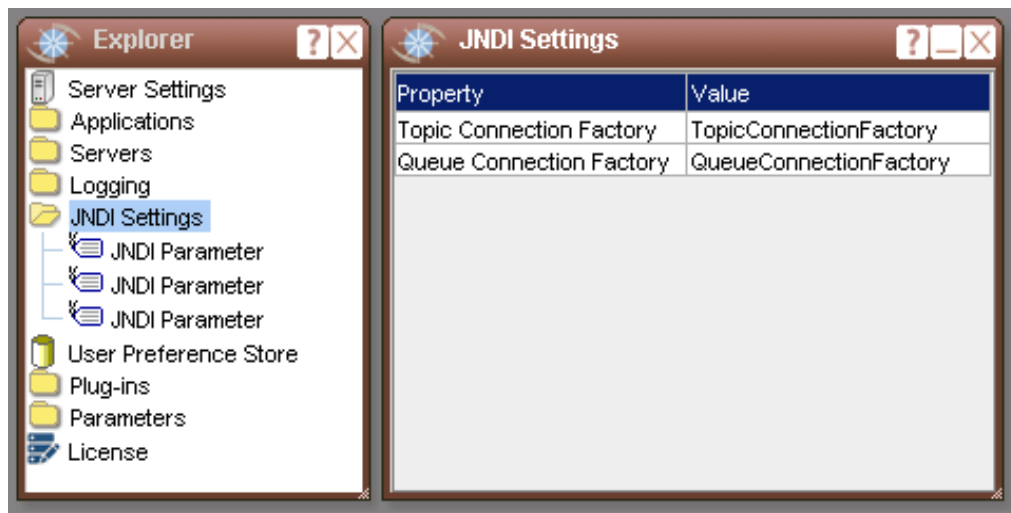 Explorer
Server Settings
Applications
Servers
Logging
JNDI Settings
JNDI Parameter
JNDI Parameter
JNDI Parameter
User Preference Store
Plug-ins
Parameters
License
JNDI Settings
Property Value
Topic Connection Factory TopicConnectionFactory
Queue Connection Factory QueueConnectionFactory